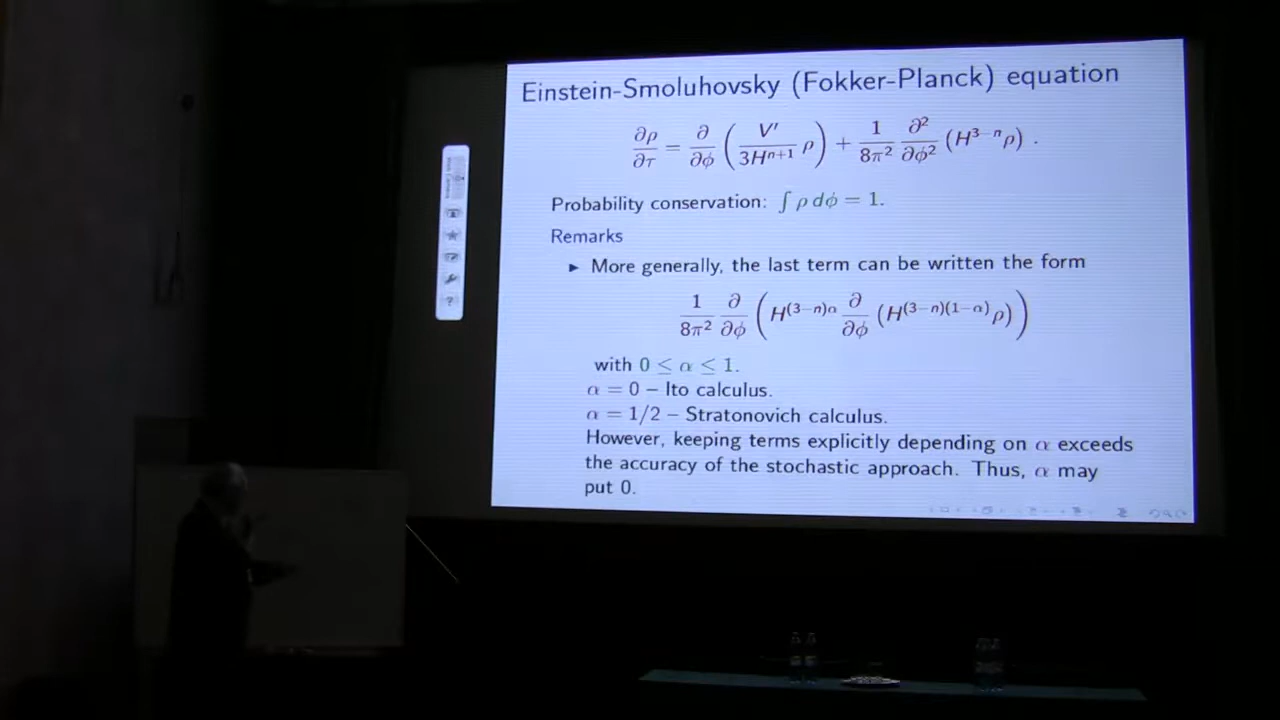 Einstein-Smoluhovsky (Fokker-Planck) equation
∂ρ/∂τ = ∂/∂ϕ (V′/3Hⁿ⁺¹ ρ) + 1/8π² ∂²/∂ϕ² (H³⁻ⁿρ) .
Probability conservation: ∫ ρ dϕ = 1.
Remarks
► More generally, the last term can be written the form
1/8π² ∂/∂ϕ (H^(3−n)α ∂/∂ϕ (H^(3−n)(1−α) ρ))
with 0 ≤ α ≤ 1.
α = 0 – Ito calculus.
α = 1/2 – Stratonovich calculus.
However, keeping terms explicitly depending on α exceeds
the accuracy of the stochastic approach. Thus, α may
put 0.